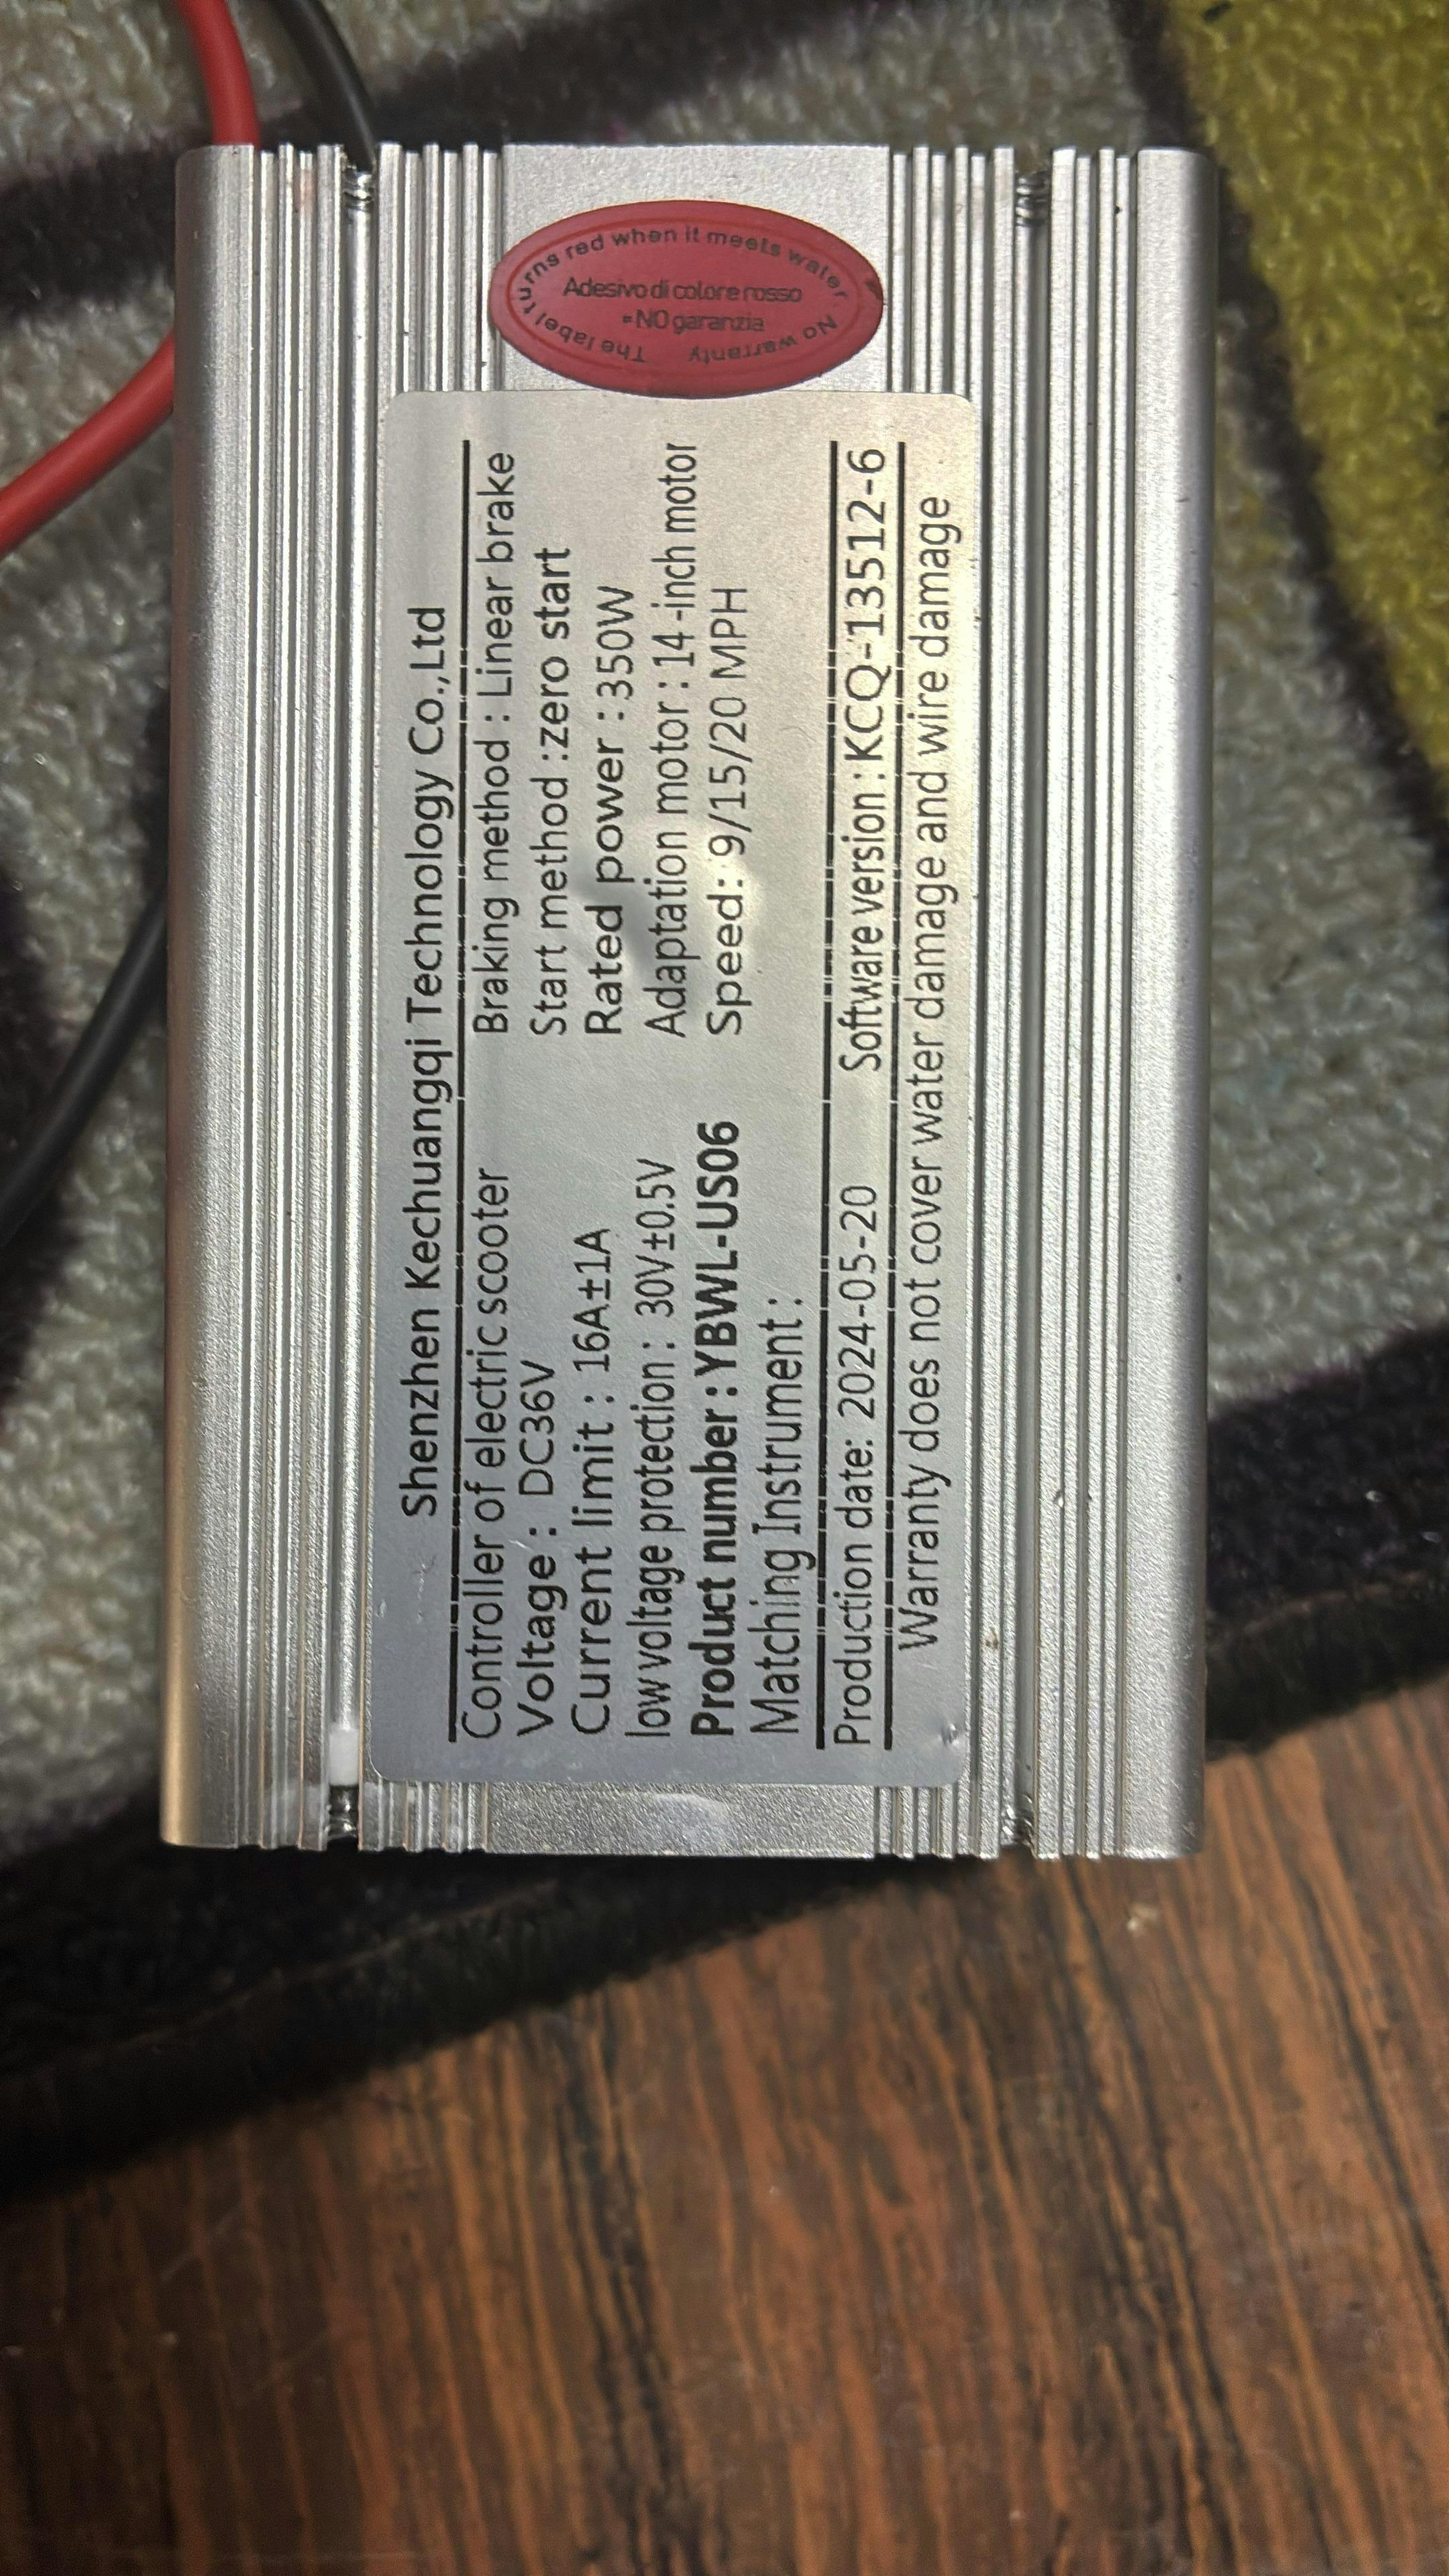 Shenzhen Kechuangqi Technology Co.,Ltd
Controller of electric scooter
Voltage : DC36V
Current limit : 16A±1A
low voltage protection : 30V±0.5V
Product number : YBWL-US06
Matching Instrument :
Braking method : Linear brake
Start method :zero start
Rated power : 350W
Adaptation motor : 14 -inch motor
Speed: 9/15/20 MPH
Production date: 2024-05-20
Software version : KCQ-13512-6
Warranty does not cover water damage and wire damage
The label turns red when it meets water
No warranty
Adesivo di colore rosso
=NO garanzia